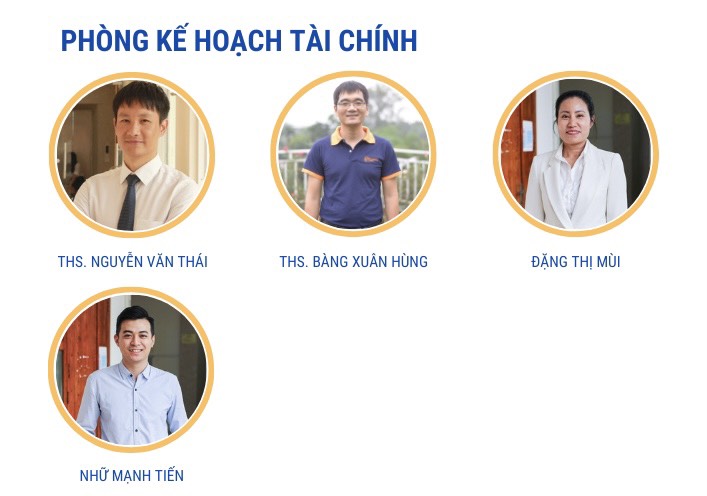 PHÒNG KẾ HOẠCH TÀI CHÍNH
THS. NGUYỄN VĂN THÁI
THS. BÀNG XUÂN HÙNG
ĐẶNG THỊ MÙI
NHỮ MẠNH TIẾN